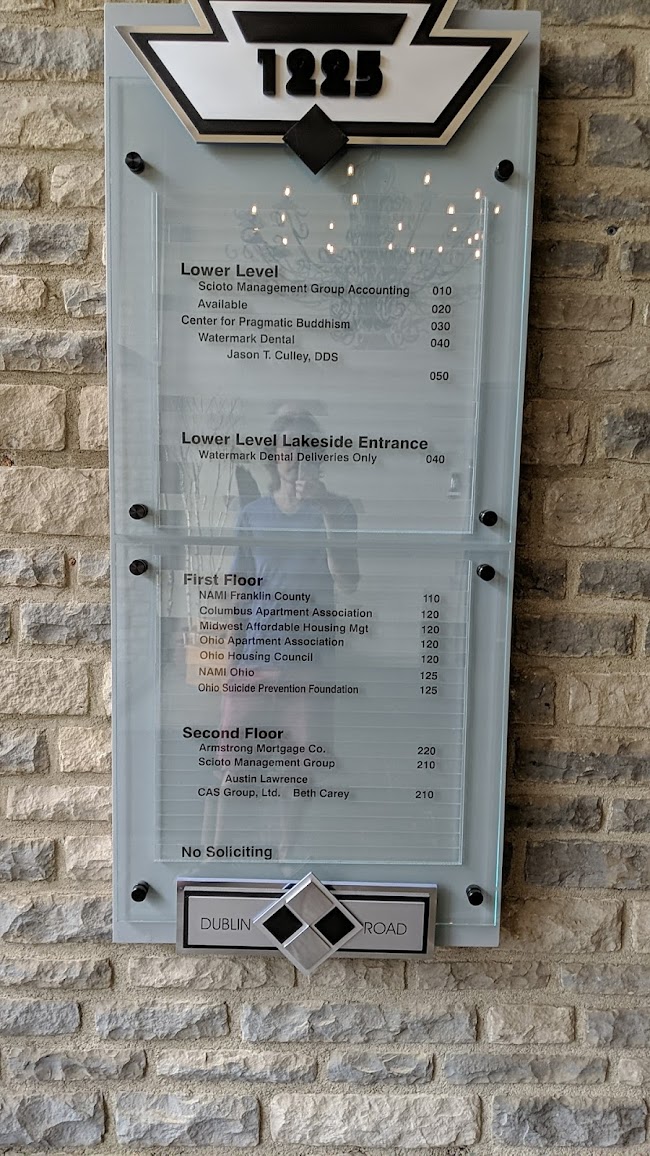 1225
Lower Level
Scioto Management Group Accounting 010
Available 020
Center for Pragmatic Buddhism 030
Watermark Dental 040
Jason T. Culley, DDS
050
Lower Level Lakeside Entrance
Watermark Dental Deliveries Only 040
First Floor
NAMI Franklin County 110
Columbus Apartment Association 120
Midwest Affordable Housing Mgt 120
Ohio Apartment Association 120
Ohio Housing Council 120
NAMI Ohio 125
Ohio Suicide Prevention Foundation 125
Second Floor
Armstrong Mortgage Co. 220
Scioto Management Group 210
Austin Lawrence
CAS Group, Ltd. Beth Carey 210
No Soliciting
DUBLIN ROAD